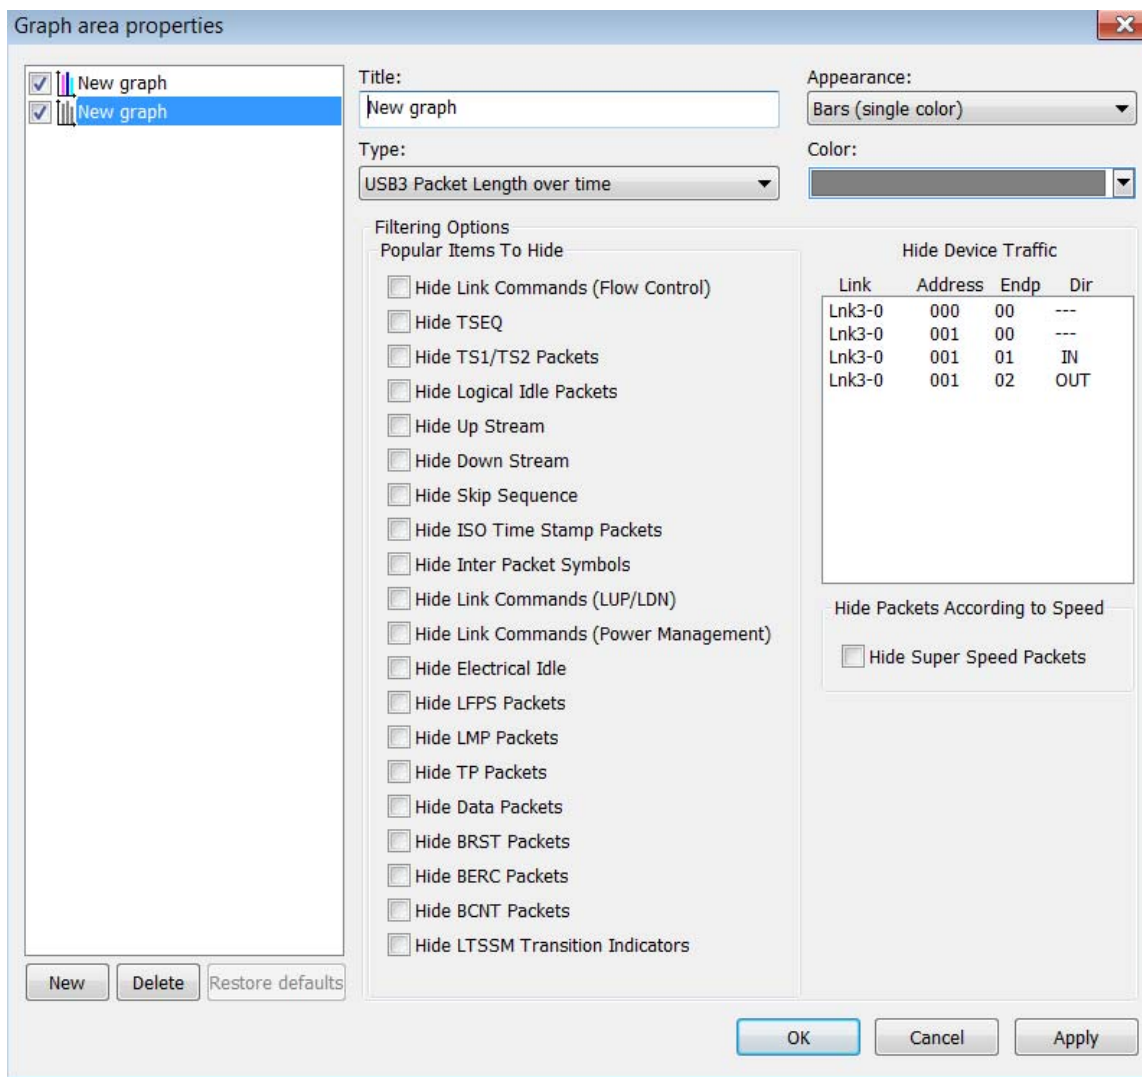 Graph area properties
New graph
New graph
New
Delete
Restore defaults
Title:
New graph
Type:
USB3 Packet Length over time
Appearance:
Bars (single color)
Color:
Filtering Options
Popular Items To Hide
Hide Link Commands (Flow Control)
Hide TSEQ
Hide TS1/TS2 Packets
Hide Logical Idle Packets
Hide Up Stream
Hide Down Stream
Hide Skip Sequence
Hide ISO Time Stamp Packets
Hide Inter Packet Symbols
Hide Link Commands (LUP/LDN)
Hide Link Commands (Power Management)
Hide Electrical Idle
Hide LFPS Packets
Hide LMP Packets
Hide TP Packets
Hide Data Packets
Hide BRST Packets
Hide BERC Packets
Hide BCNT Packets
Hide LTSSM Transition Indicators
Hide Device Traffic
Link Address Endp Dir
Lnk3-0 000 00 ---
Lnk3-0 001 00 ---
Lnk3-0 001 01 IN
Lnk3-0 001 02 OUT
Hide Packets According to Speed
Hide Super Speed Packets
OK
Cancel
Apply